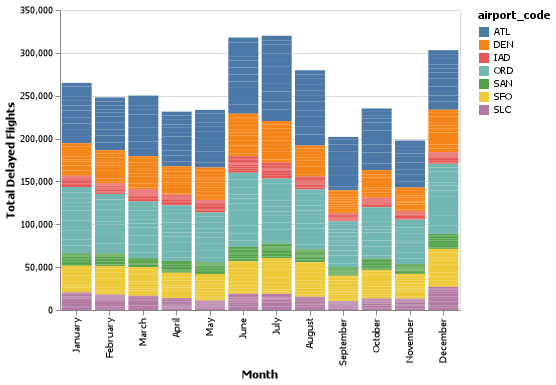 350,000
300,000
250,000
200,000
150,000
100,000
50,000
0
Total Delayed Flights
January
February
March
April
May
June
July
August
September
October
November
December
Month
airport_code
ATL
DEN
IAD
ORD
SAN
SFO
SLC